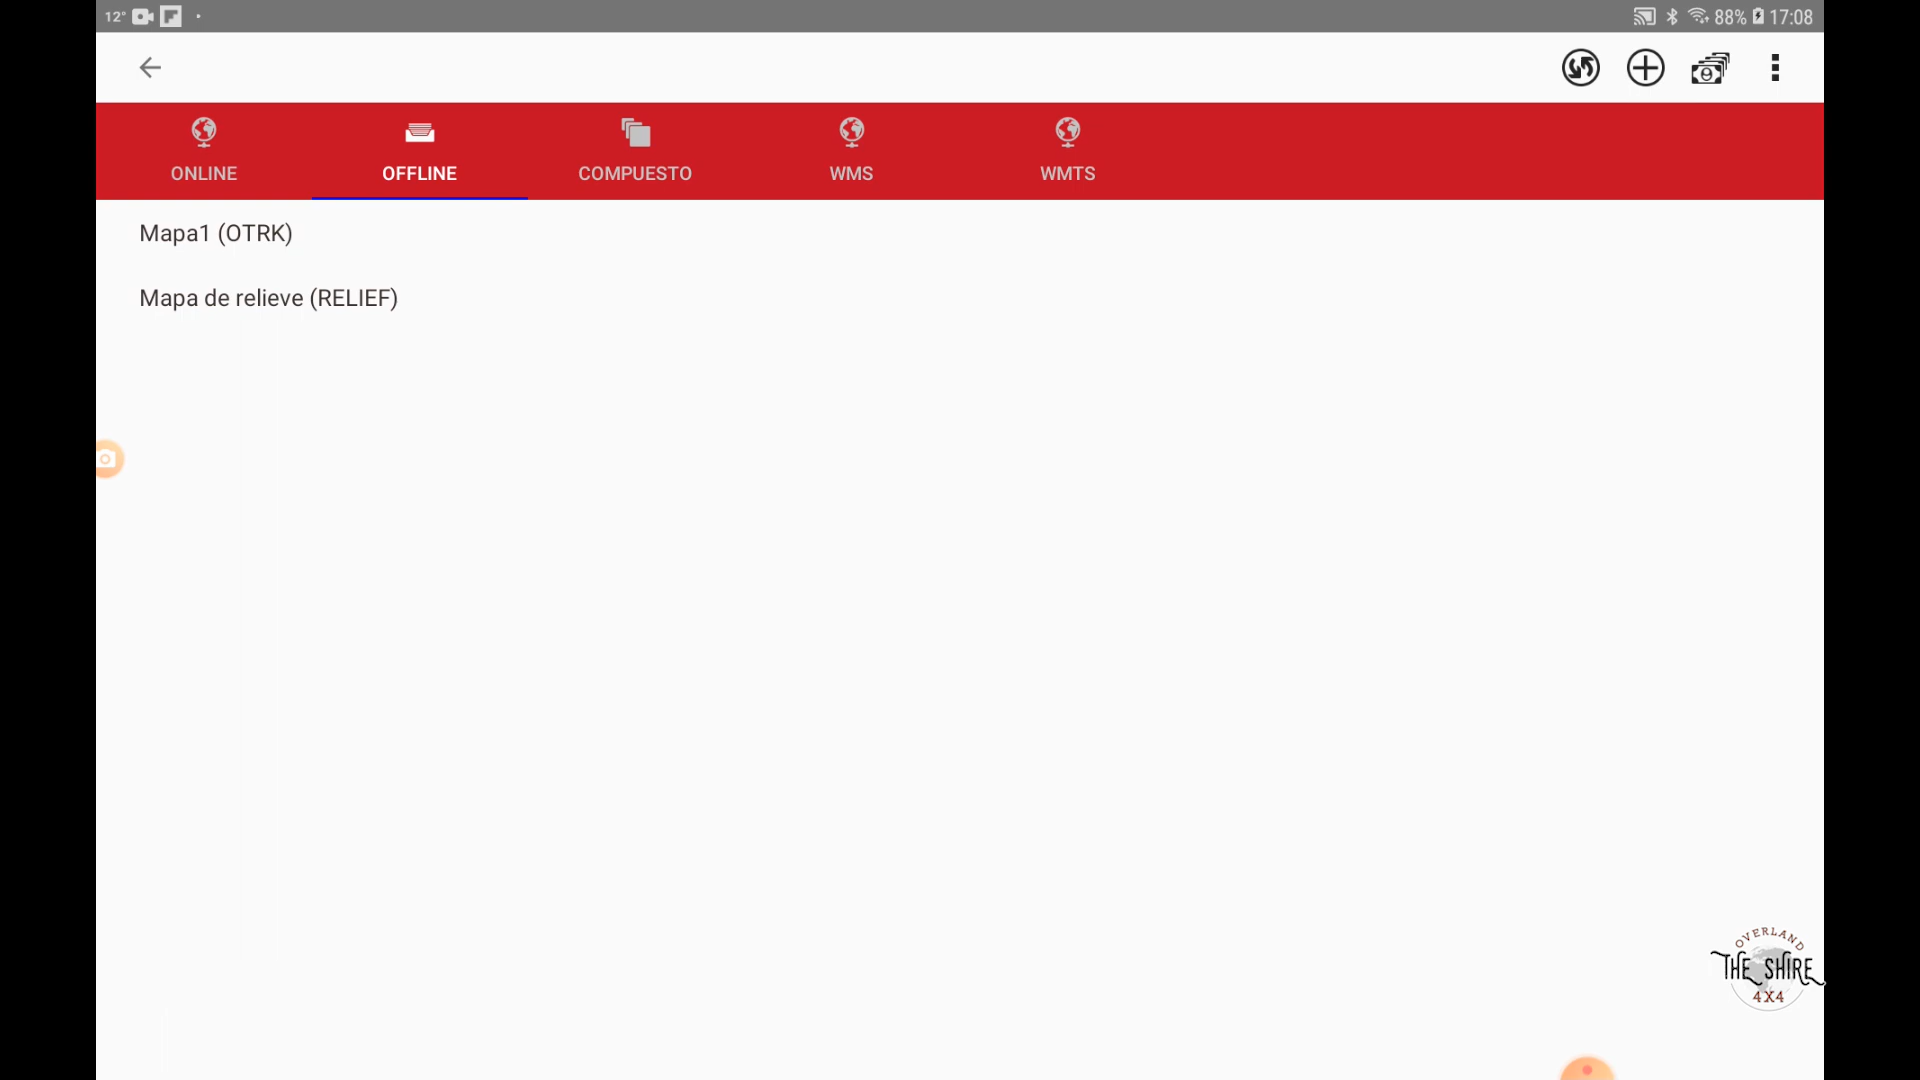 12°
88% 17:08
ONLINE
OFFLINE
COMPUESTO
WMS
WMTS
Mapa1 (OTRK)
Mapa de relieve (RELIEF)
OVERLAND
THE SHIRE
4X4